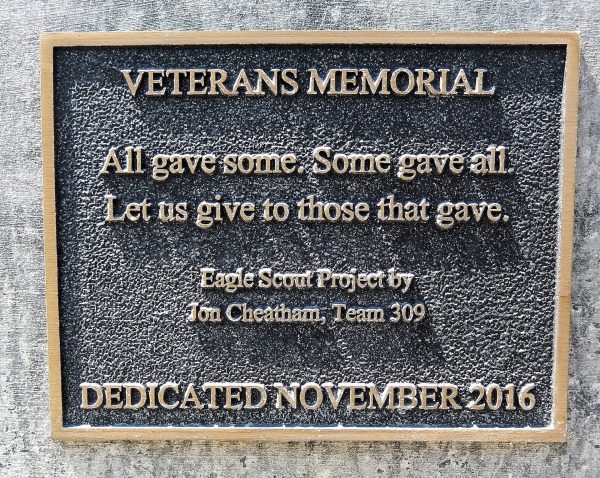 VETERANS MEMORIAL
All gave some. Some gave all.
Let us give to those that gave.
Eagle Scout Project by
Jon Cheatham, Team 309
DEDICATED NOVEMBER 2016